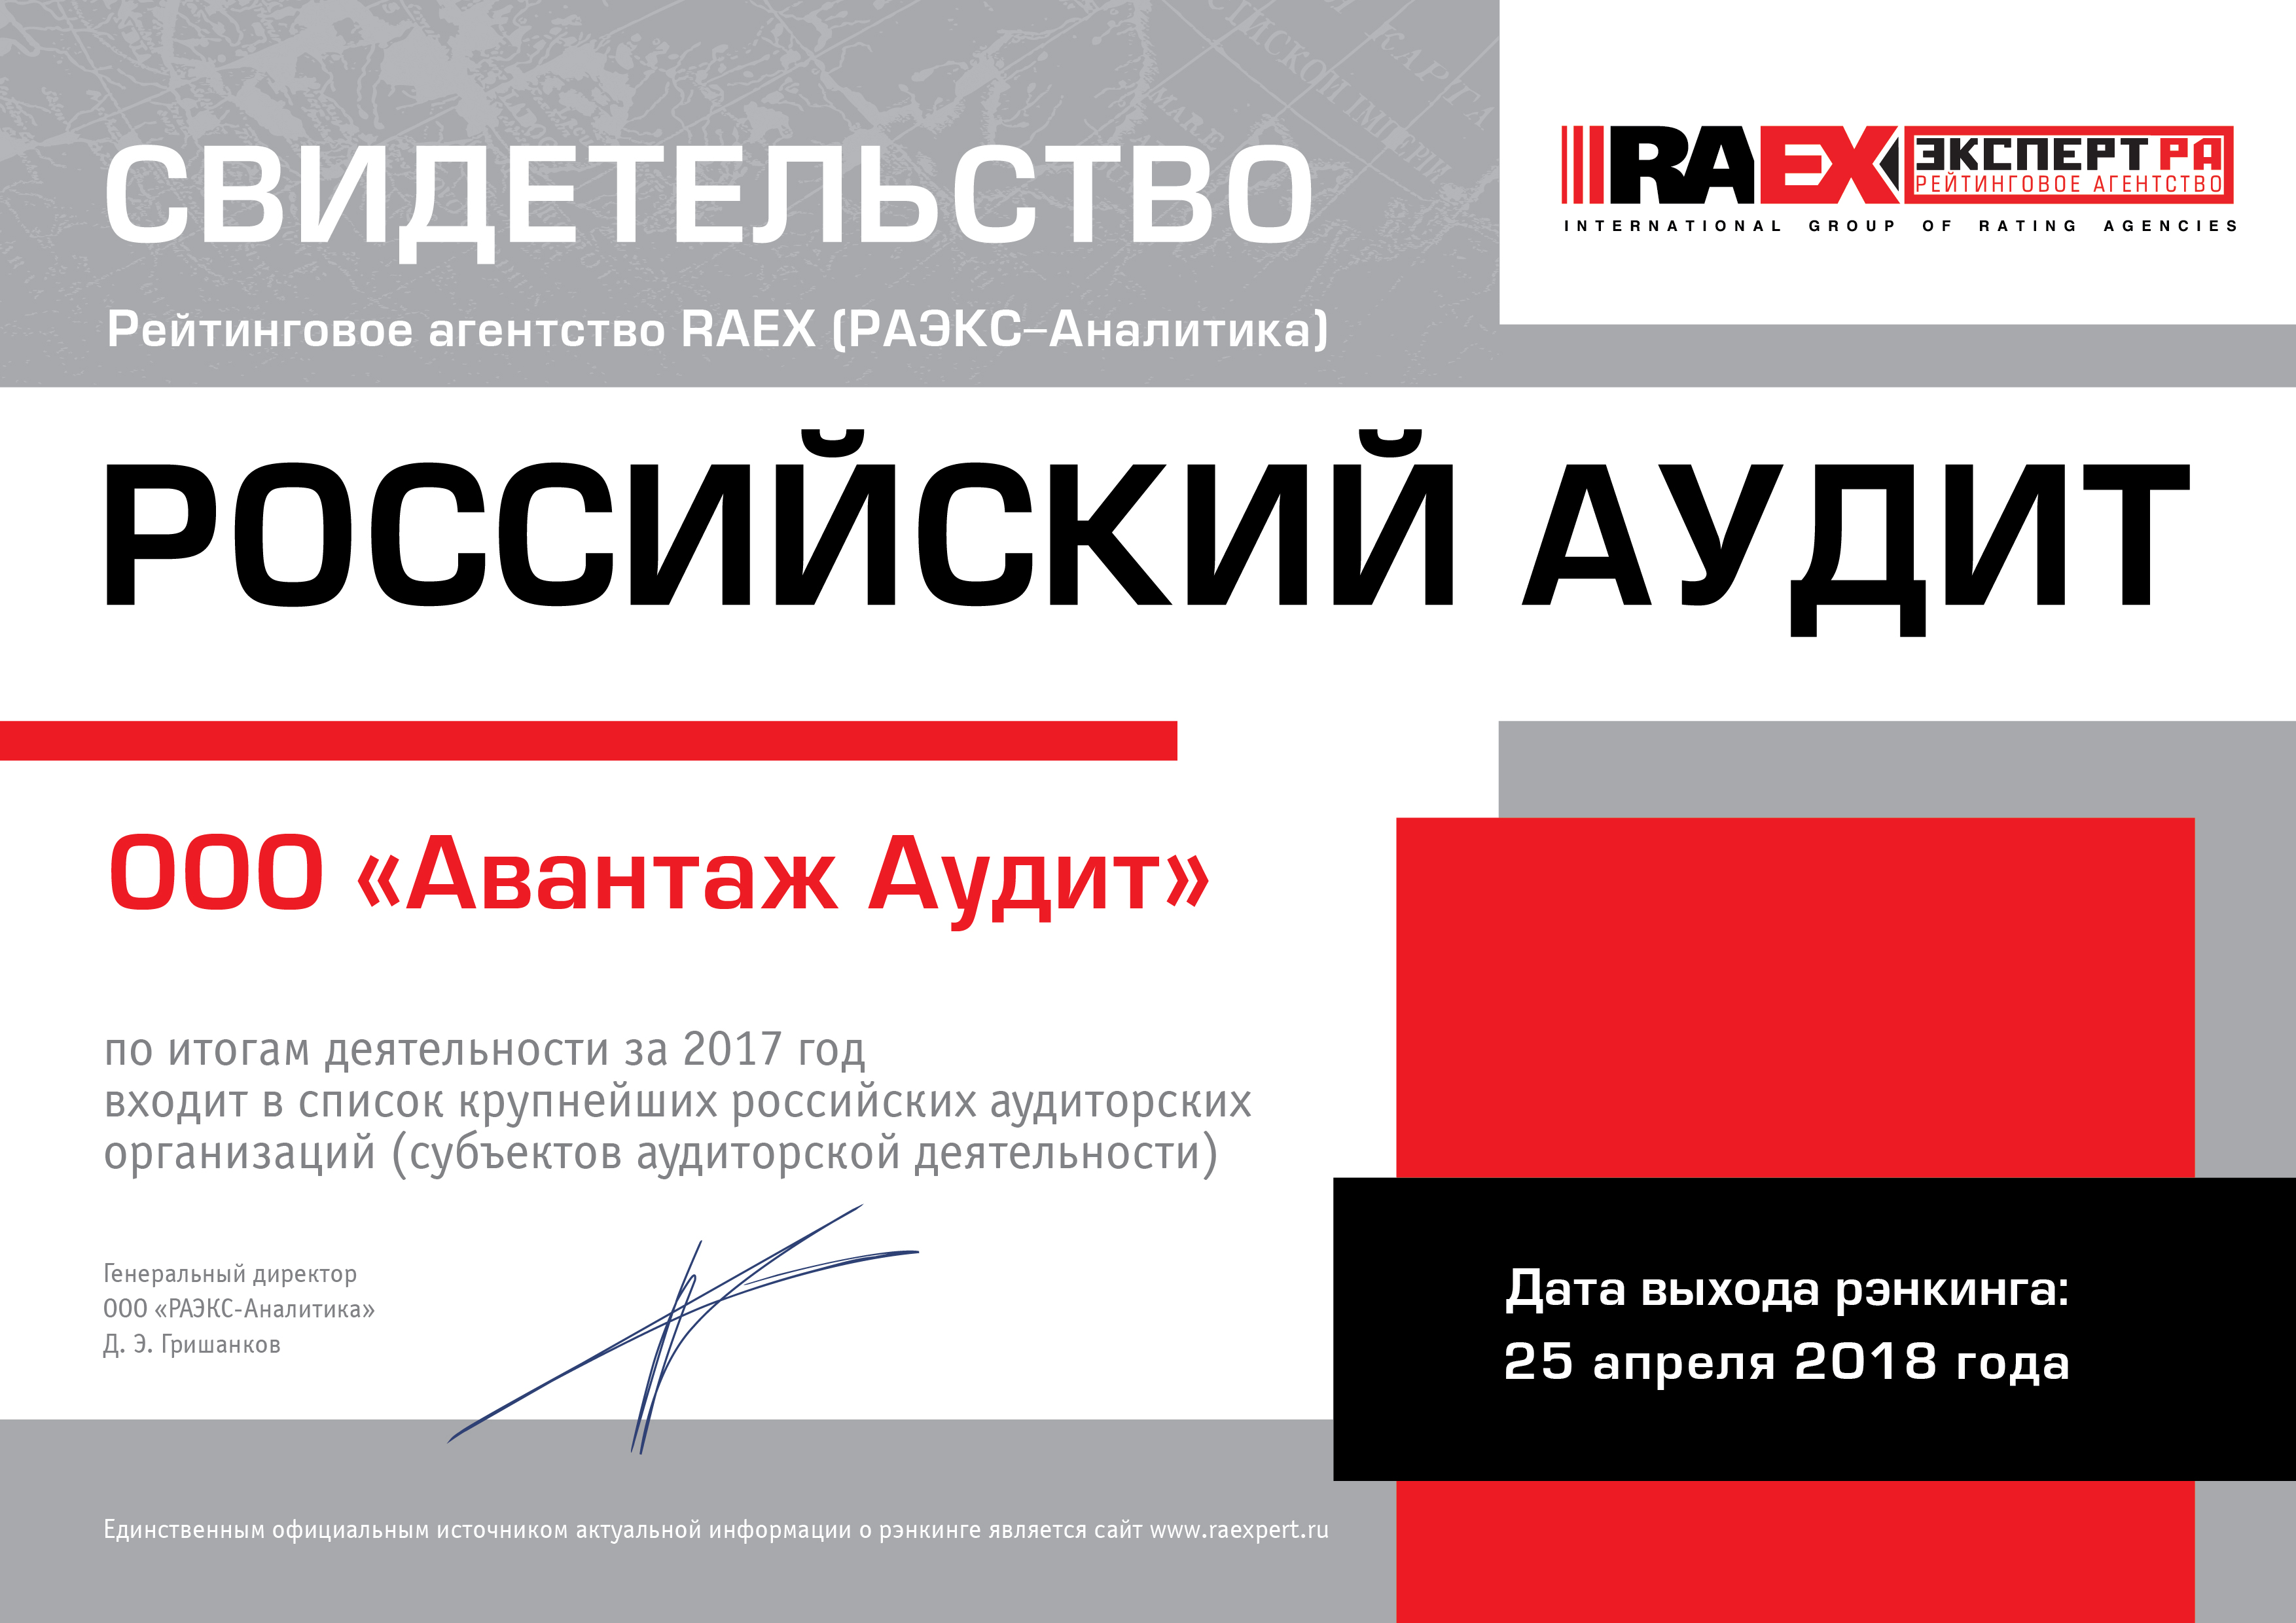 СВИДЕТЕЛЬСТВО
Рейтинговое агентство RAEX (РАЭКС–Аналитика)
RAEX ЭКСПЕРТ РА
РЕЙТИНГОВОЕ АГЕНТСТВО
INTERNATIONAL GROUP OF RATING AGENCIES
РОССИЙСКИЙ АУДИТ
ООО «Авантаж Аудит»
по итогам деятельности за 2017 год
входит в список крупнейших российских аудиторских
организаций (субъектов аудиторской деятельности)
Генеральный директор
ООО «РАЭКС-Аналитика»
Д. Э. Гришанков
Дата выхода рэнкинга:
25 апреля 2018 года
Единственным официальным источником актуальной информации о рэнкинге является сайт www.raexpert.ru